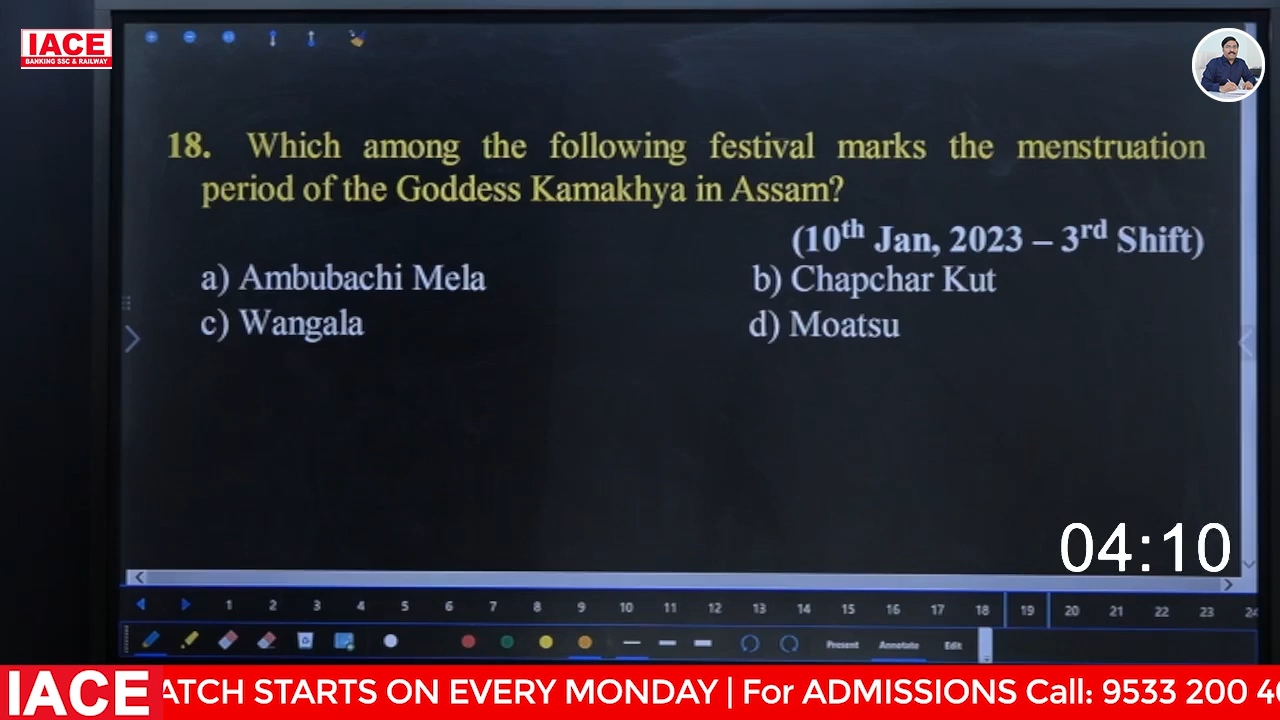 IACE
BANKING SSC & RAILWAY
18. Which among the following festival marks the menstruation
period of the Goddess Kamakhya in Assam?
(10th Jan, 2023 – 3rd Shift)
a) Ambubachi Mela
b) Chapchar Kut
c) Wangala
d) Moatsu
04:10
1 2 3 4 5 6 7 8 9 10 11 12 13 14 15 16 17 18 19 20 21 22 23 24
Present Annotate Edit
IACE
ATCH STARTS ON EVERY MONDAY | For ADMISSIONS Call: 9533 200 40